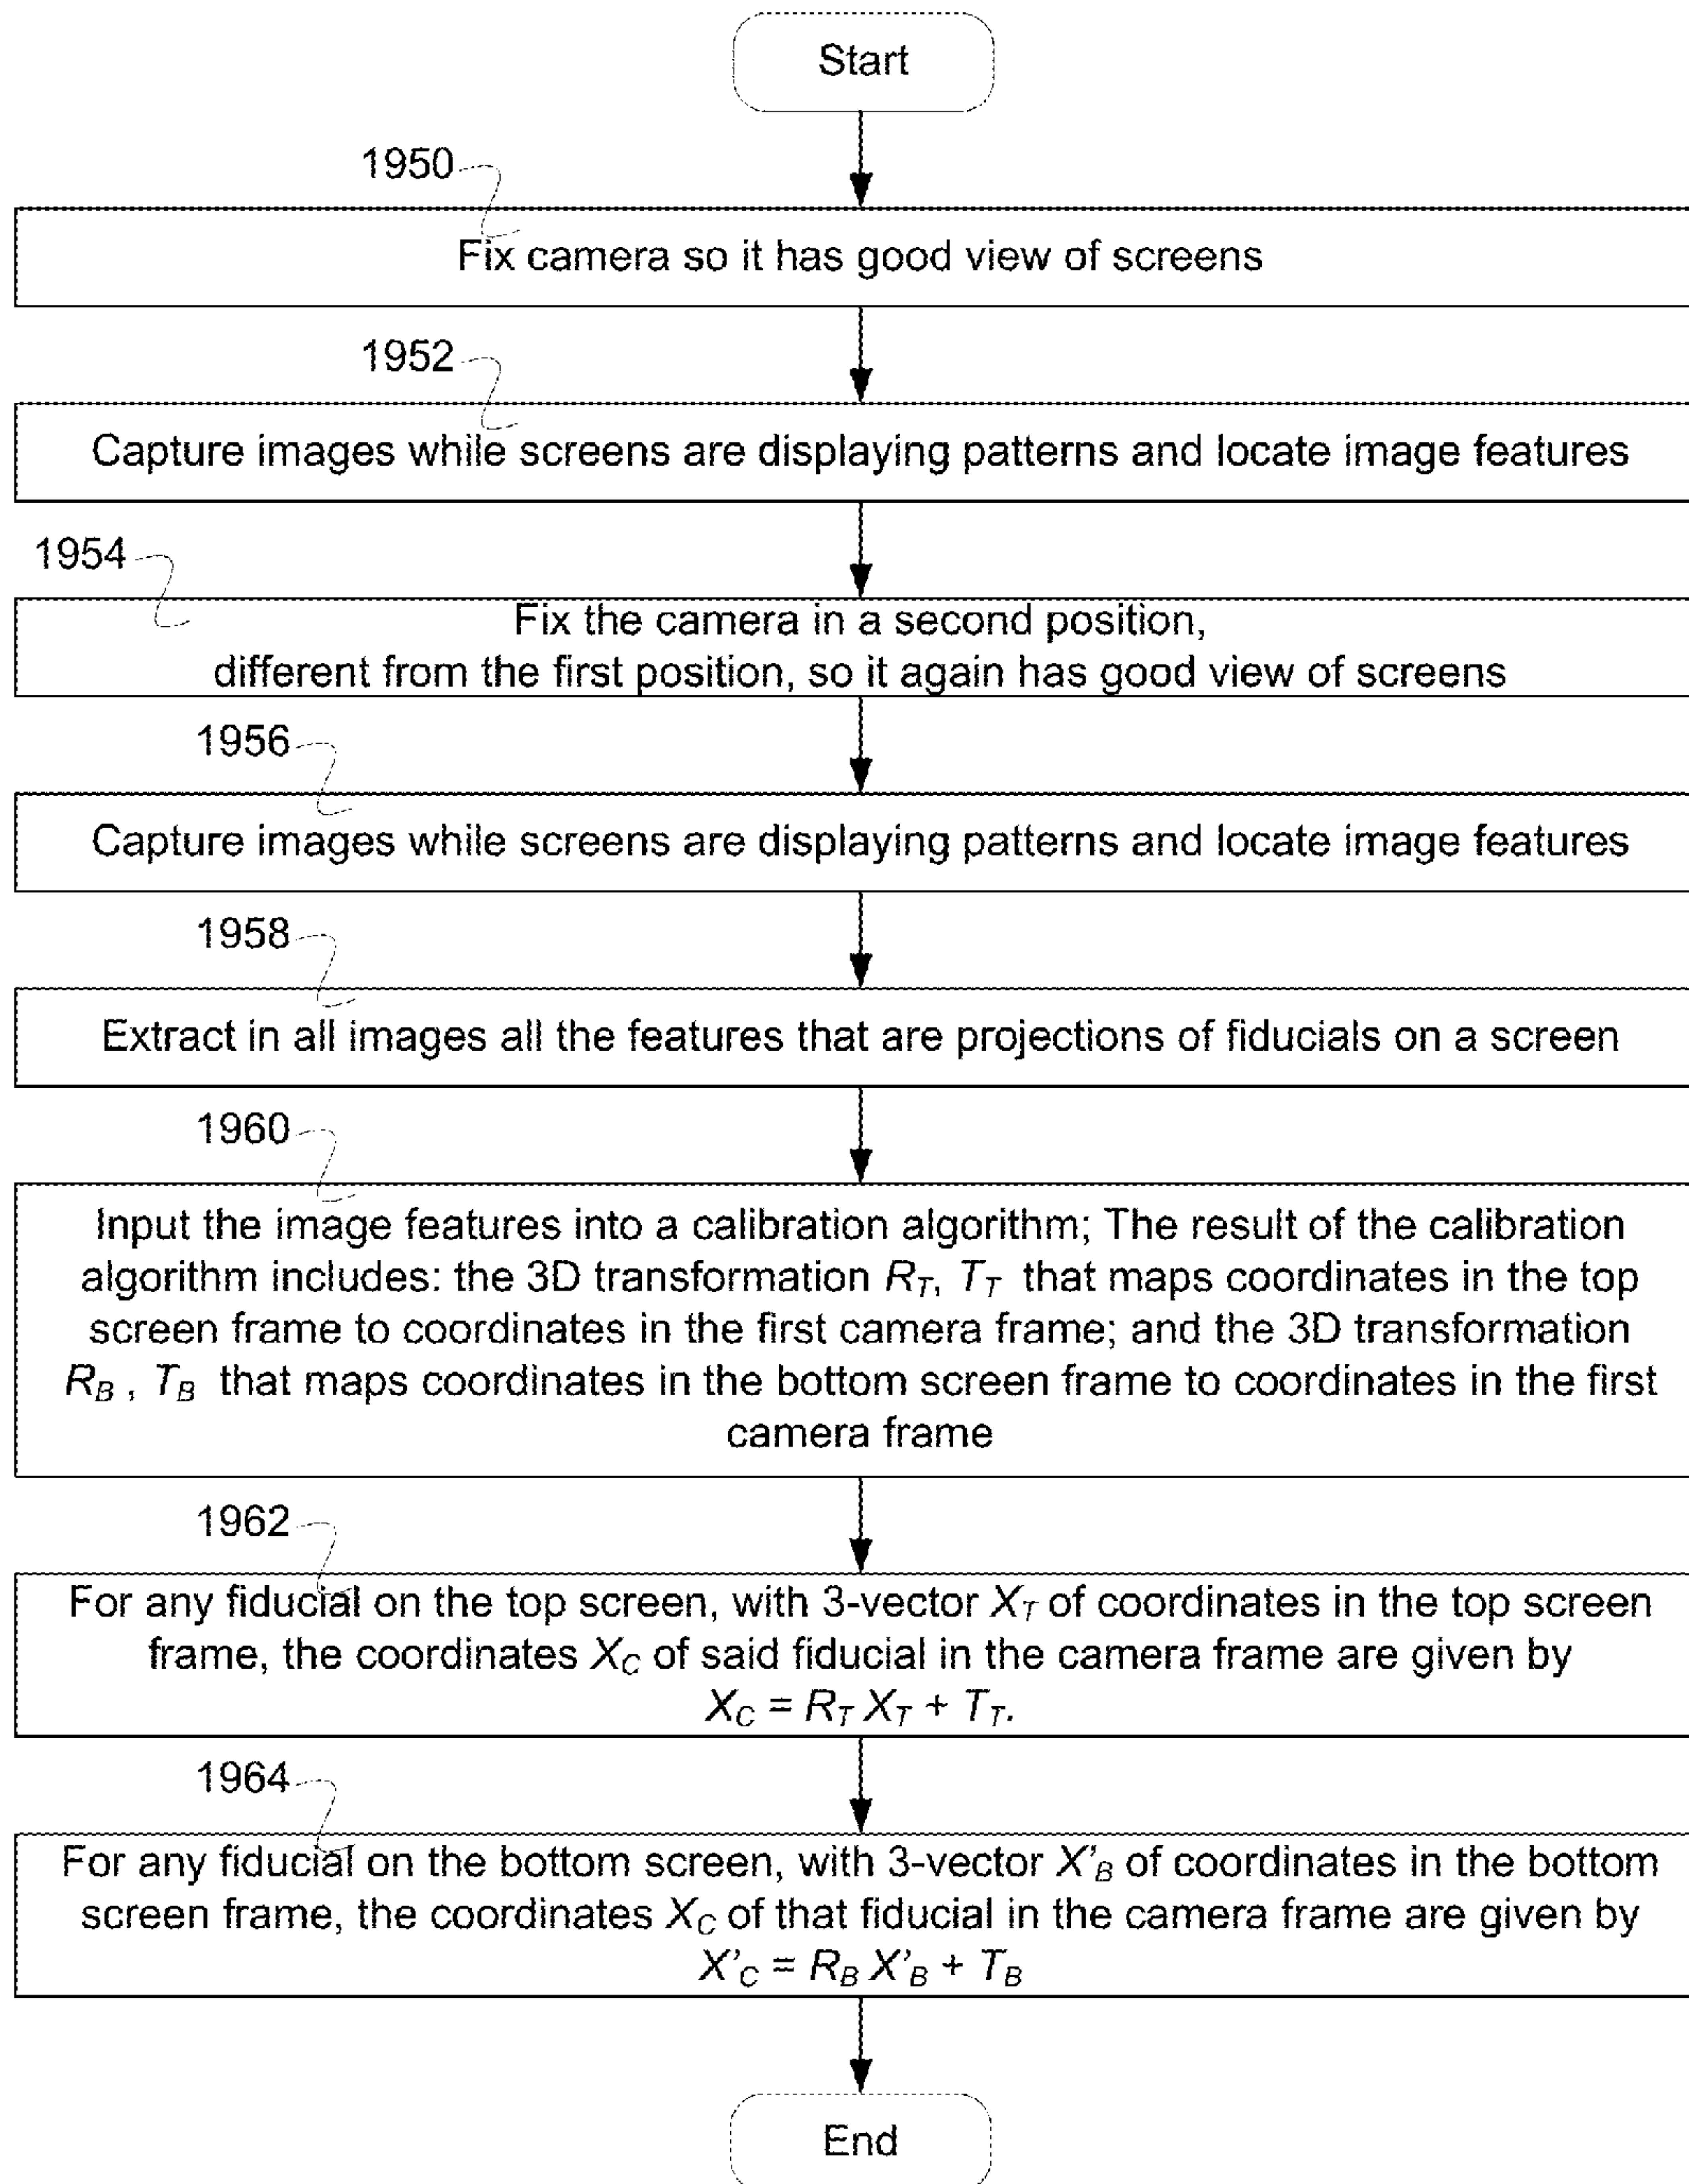 Start
1950
Fix camera so it has good view of screens
1952
Capture images while screens are displaying patterns and locate image features
1954
Fix the camera in a second position,
different from the first position, so it again has good view of screens
1956
Capture images while screens are displaying patterns and locate image features
1958
Extract in all images all the features that are projections of fiducials on a screen
1960
Input the image features into a calibration algorithm; The result of the calibration
algorithm includes: the 3D transformation R_T, T_T that maps coordinates in the top
screen frame to coordinates in the first camera frame; and the 3D transformation
R_B , T_B that maps coordinates in the bottom screen frame to coordinates in the first
camera frame
1962
For any fiducial on the top screen, with 3-vector X_T of coordinates in the top screen
frame, the coordinates X_C of said fiducial in the camera frame are given by
X_C = R_T X_T + T_T.
1964
For any fiducial on the bottom screen, with 3-vector X'_B of coordinates in the bottom
screen frame, the coordinates X_C of that fiducial in the camera frame are given by
X'_C = R_B X'_B + T_B
End